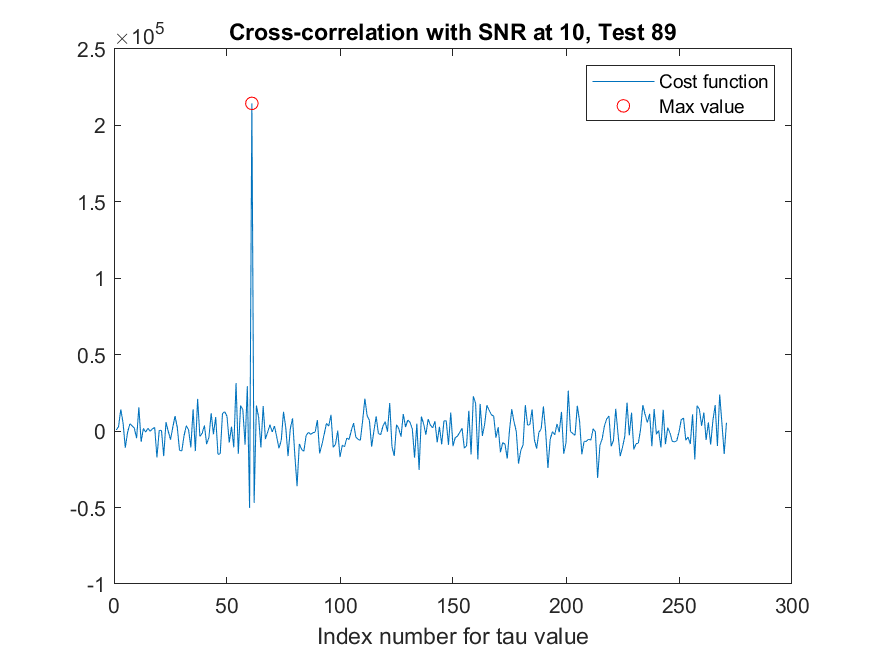 Cross-correlation with SNR at 10, Test 89
×10^5
2.5
2
1.5
1
0.5
0
-0.5
-1
0 50 100 150 200 250 300
Index number for tau value
Cost function
Max value